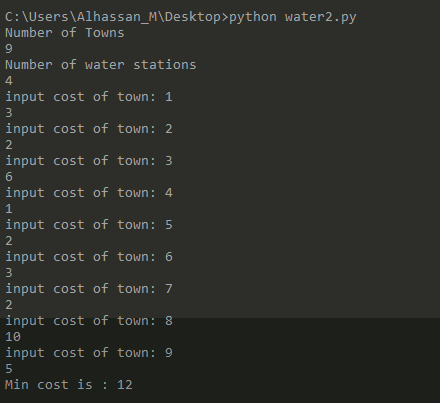 C:\Users\Alhassan_M\Desktop>python water2.py
Number of Towns
9
Number of water stations
4
input cost of town: 1
3
input cost of town: 2
2
input cost of town: 3
6
input cost of town: 4
1
input cost of town: 5
2
input cost of town: 6
3
input cost of town: 7
2
input cost of town: 8
10
input cost of town: 9
5
Min cost is : 12